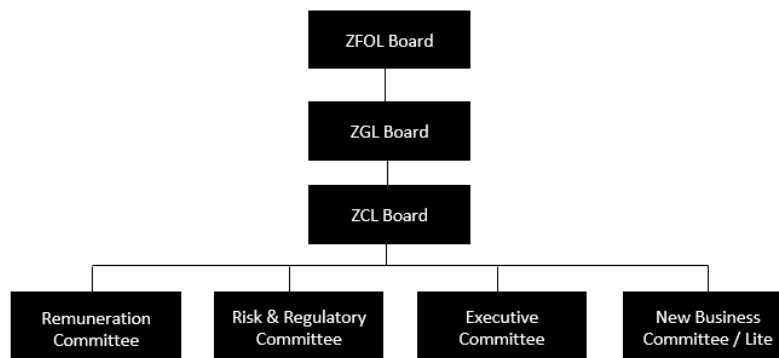 ZFOL Board
ZGL Board
ZCL Board
Remuneration
Committee
Risk & Regulatory
Committee
Executive
Committee
New Business
Committee / Lite